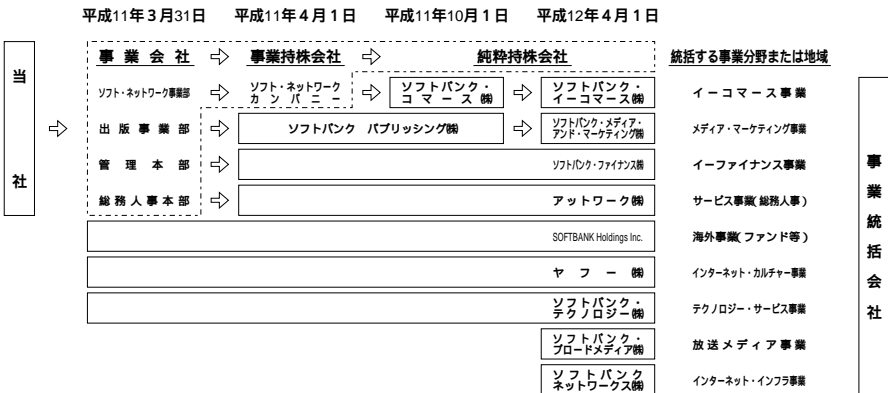 平成11年３月31日　平成11年４月１日　平成11年10月１日　平成12年４月１日
当社
事業会社　事業持株会社　純粋持株会社　統括する事業分野または地域
ソフト・ネットワーク事業部　ソフト・ネットワーク　ソフトバンク・　ソフトバンク・　イーコマース事業
カンパニー　コマース㈱　イーコマース㈱
出版事業部　ソフトバンク　パブリッシング㈱　ソフトバンク・メディア・　メディア・マーケティング事業
アンド・マーケティング㈱
管理本部　ソフトバンク・ファイナンス㈱　イーファイナンス事業
総務人事本部　アットワーク㈱　サービス事業(総務人事)
SOFTBANK Holdings Inc.　海外事業(ファンド等)
ヤフー㈱　インターネット・カルチャー事業
ソフトバンク・　テクノロジー・サービス事業
テクノロジー㈱
ソフトバンク・　放送メディア事業
ブロードメディア㈱
ソフトバンク　インターネット・インフラ事業
ネットワークス㈱
事業統括会社